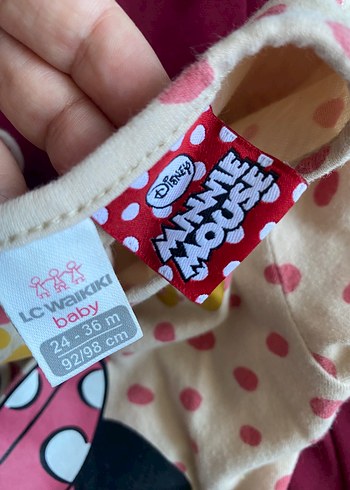 Disney
MINNIE
MOUSE
LC WAIKIKI
baby
24 - 36 m
92/98 cm